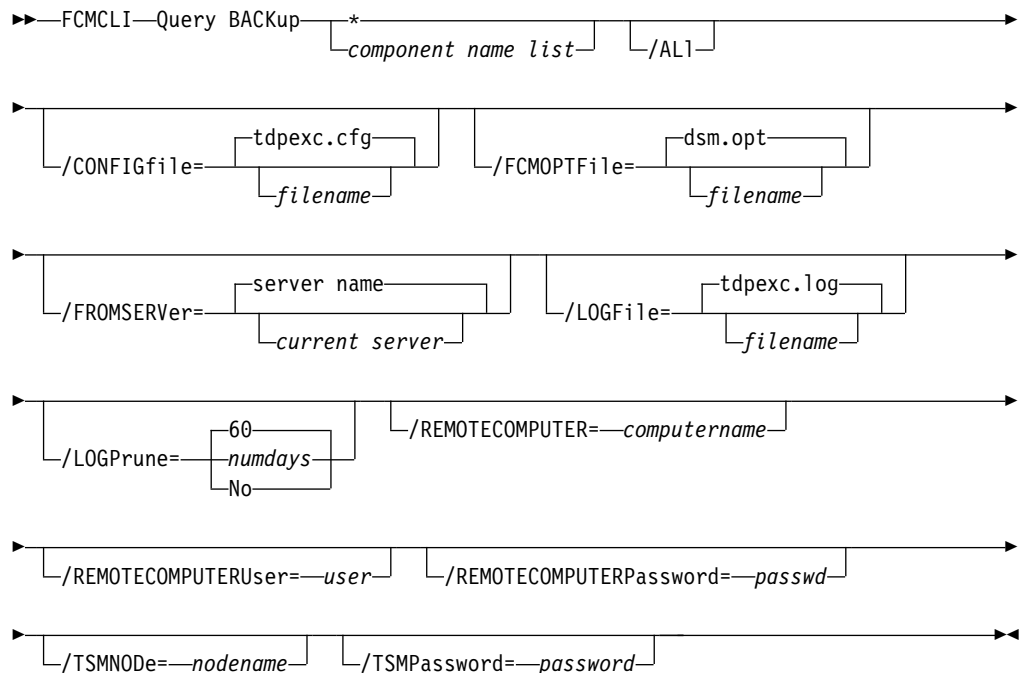 FCMCLI Query BACKup *
component name list /ALl
tdpexc.cfg dsm.opt
/CONFIGfile= /FCMOPTFile=
filename filename
server name tdpexc.log
/FROMSERVer= /LOGFile=
current server filename
60 /REMOTECOMPUTER= computername
/LOGPrune= numdays
No
/REMOTECOMPUTERUser= user /REMOTECOMPUTERPassword= passwd
/TSMNODe= nodename /TSMPassword= password